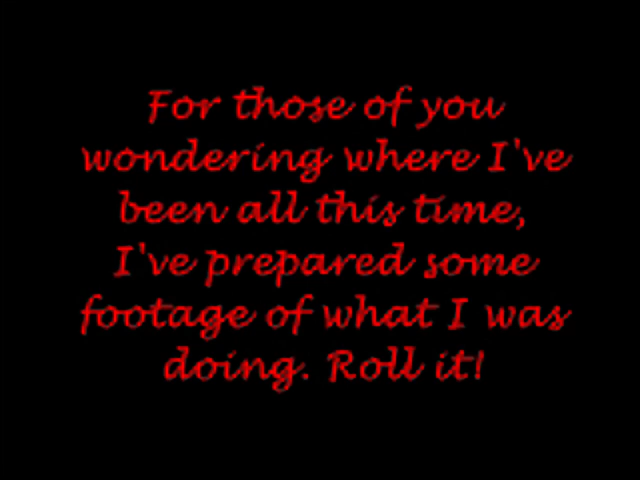 For those of you
wondering where I've
been all this time,
I've prepared some
footage of what I was
doing. Roll it!